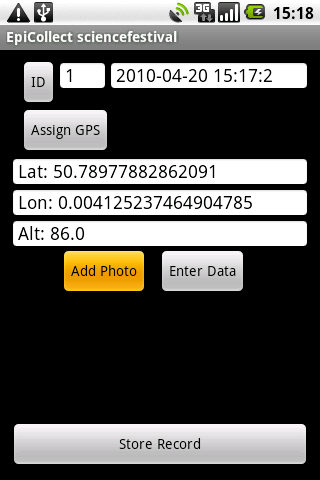 3G 15:18
EpiCollect sciencefestival
ID 1 2010-04-20 15:17:2
Assign GPS
Lat: 50.78977882862091
Lon: 0.004125237464904785
Alt: 86.0
Add Photo Enter Data
Store Record